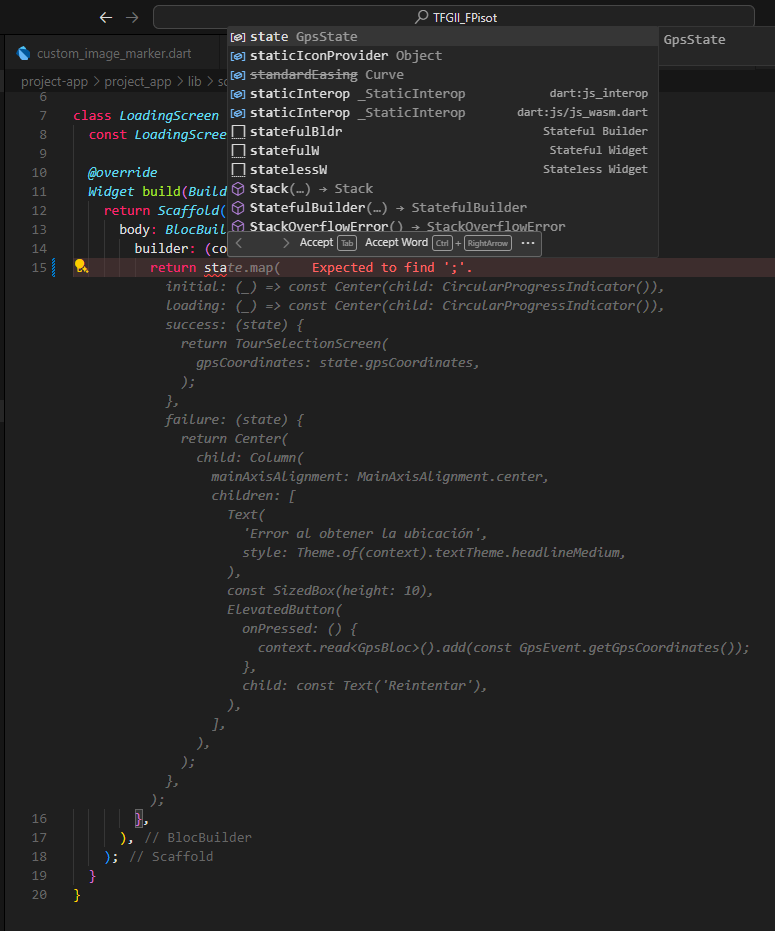 TFGII_FPisot
custom_image_marker.dart
project-app > project_app > lib >
state GpsState
GpsState
staticIconProvider Object
standardEasing Curve
staticInterop _StaticInterop dart:js_interop
staticInterop _StaticInterop dart:js/js_wasm.dart
statefulBldr Stateful Builder
statefulW Stateful Widget
statelessW Stateless Widget
Stack(…) → Stack
StatefulBuilder(…) → StatefulBuilder
StackOverflowError() → StackOverflowError
Accept Tab Accept Word Ctrl + RightArrow ...
6
7 class LoadingScreen
8 const LoadingScree
9
10 @override
11 Widget build(Build
12 return Scaffold(
13 body: BlocBuil
14 builder: (co
15 return state.map( Expected to find ';'.
initial: (_) => const Center(child: CircularProgressIndicator()),
loading: (_) => const Center(child: CircularProgressIndicator()),
success: (state) {
return TourSelectionScreen(
gpsCoordinates: state.gpsCoordinates,
);
},
failure: (state) {
return Center(
child: Column(
mainAxisAlignment: MainAxisAlignment.center,
children: [
Text(
'Error al obtener la ubicación',
style: Theme.of(context).textTheme.headlineMedium,
),
const SizedBox(height: 10),
ElevatedButton(
onPressed: () {
context.read<GpsBloc>().add(const GpsEvent.getGpsCoordinates());
},
child: const Text('Reintentar'),
),
],
),
);
},
);
16 },
17 ), // BlocBuilder
18 ); // Scaffold
19 }
20 }